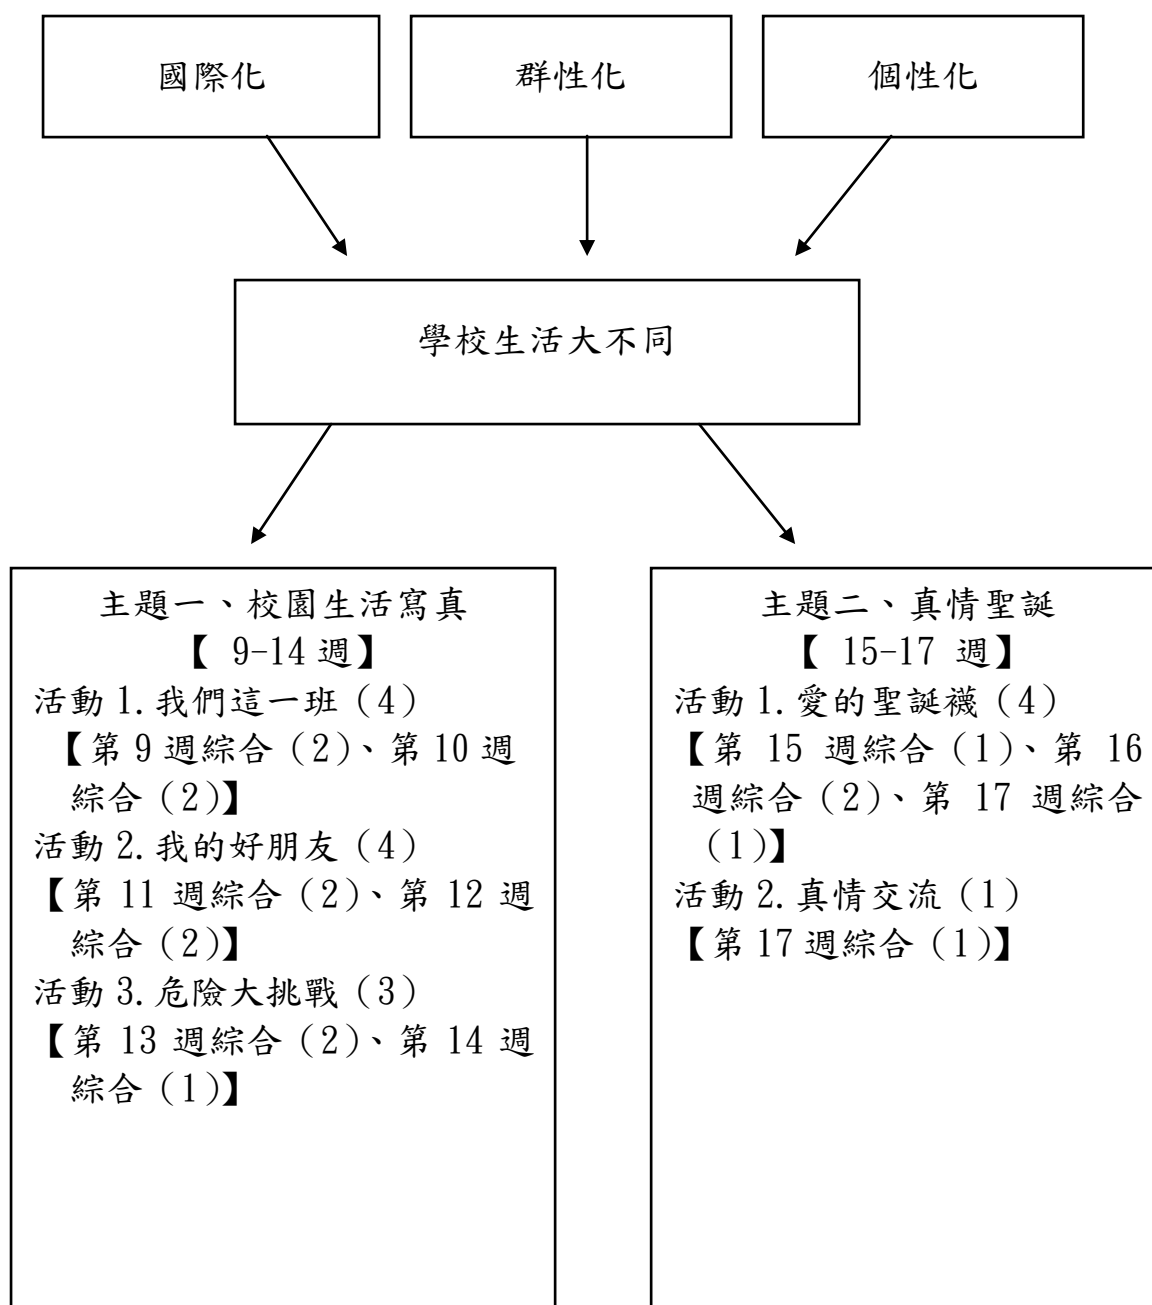 國際化
群性化
個性化
學校生活大不同
主題一、校園生活寫真
【 9-14 週】
活動 1.我們這一班（4）
【第 9 週綜合（2）、第 10 週
綜合（2）】
活動 2.我的好朋友（4）
【第 11 週綜合（2）、第 12 週
綜合（2）】
活動 3.危險大挑戰（3）
【第 13 週綜合（2）、第 14 週
綜合（1）】
主題二、真情聖誕
【 15-17 週】
活動 1.愛的聖誕襪（4）
【第 15 週綜合（1）、第 16
週綜合（2）、第 17 週綜合
（1）】
活動 2.真情交流（1）
【第 17 週綜合（1）】